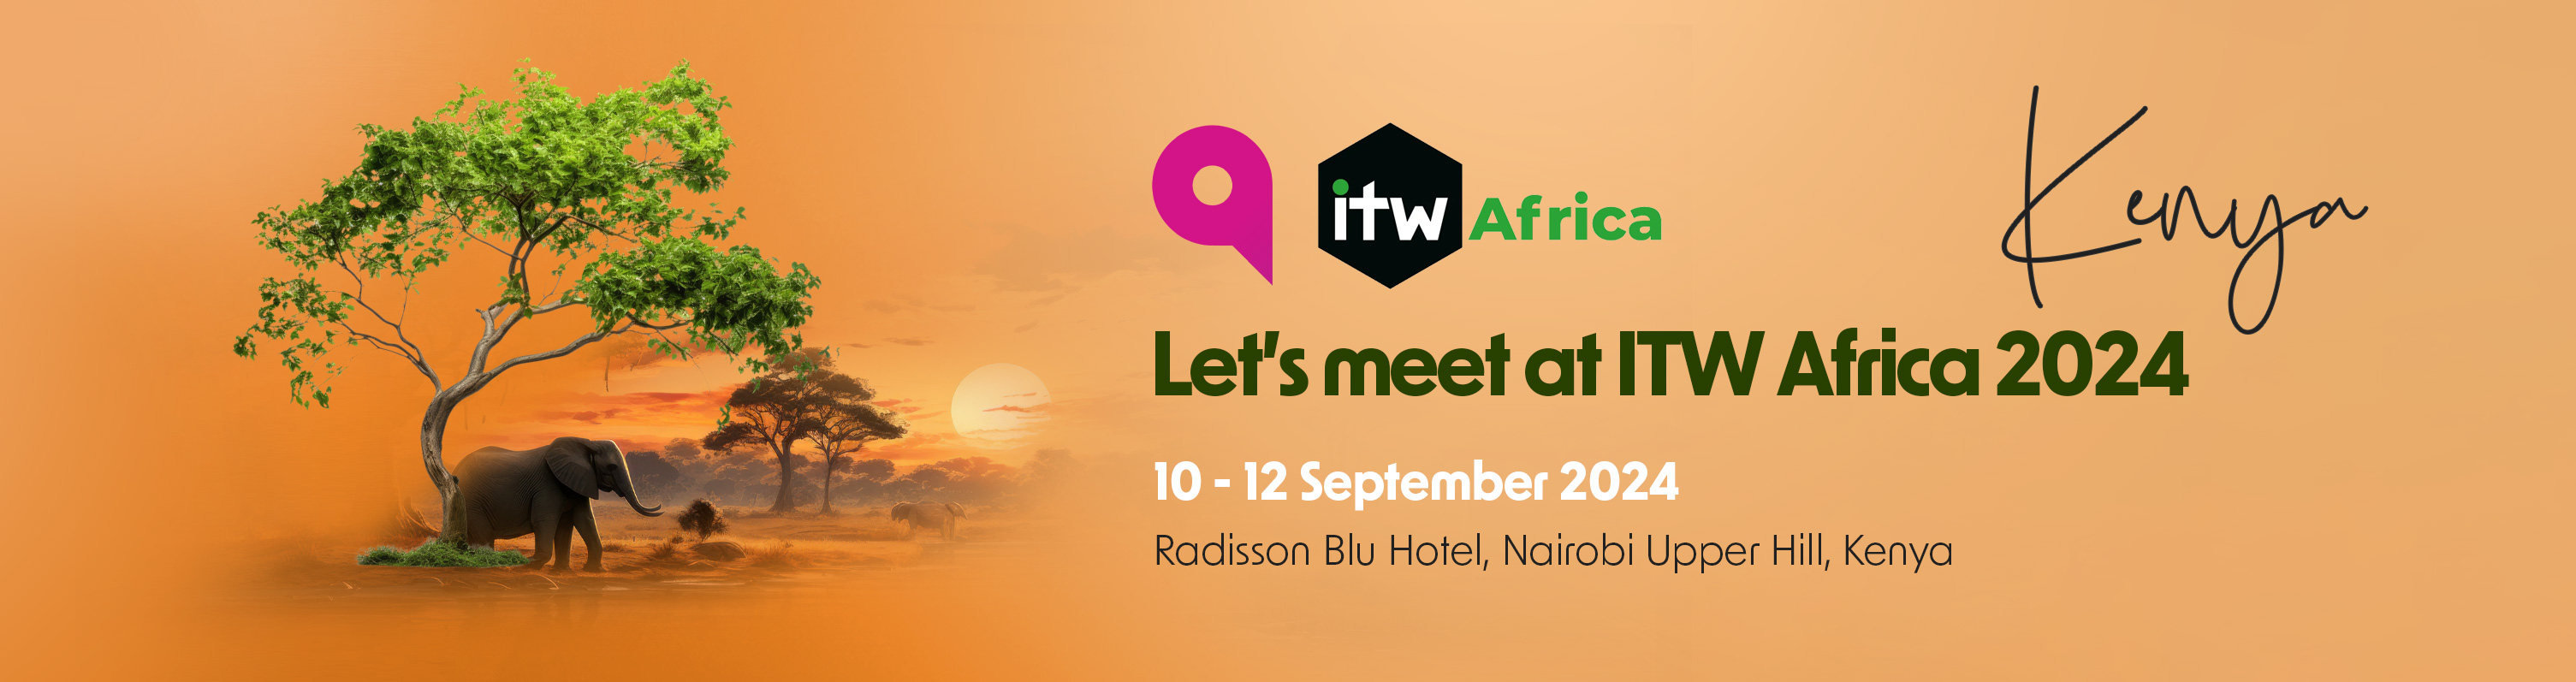 itw Africa
Kenya
Let's meet at ITW Africa 2024
10 - 12 September 2024
Radisson Blu Hotel, Nairobi Upper Hill, Kenya